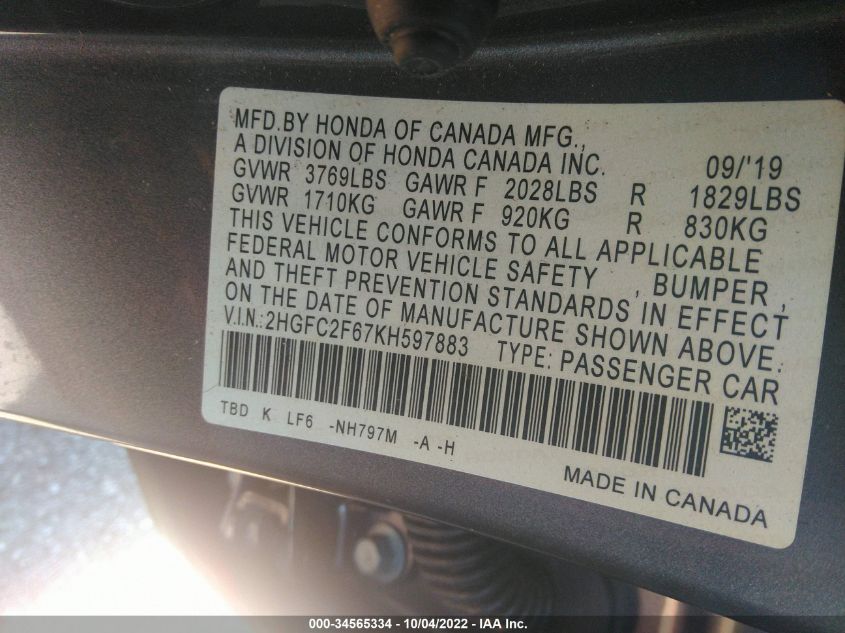 MFD.BY HONDA OF CANADA MFG.,
A DIVISION OF HONDA CANADA INC. 09/'19
GVWR 3769LBS GAWR F 2028LBS R 1829LBS
GVWR 1710KG GAWR F 920KG R 830KG
THIS VEHICLE CONFORMS TO ALL APPLICABLE
FEDERAL MOTOR VEHICLE SAFETY , BUMPER ,
AND THEFT PREVENTION STANDARDS IN EFFECT
ON THE DATE OF MANUFACTURE SHOWN ABOVE.
V.I.N.:2HGFC2F67KH597883 TYPE: PASSENGER CAR
TBD K LF6 -NH797M -A -H
MADE IN CANADA
000-34565334 - 10/04/2022 - IAA Inc.